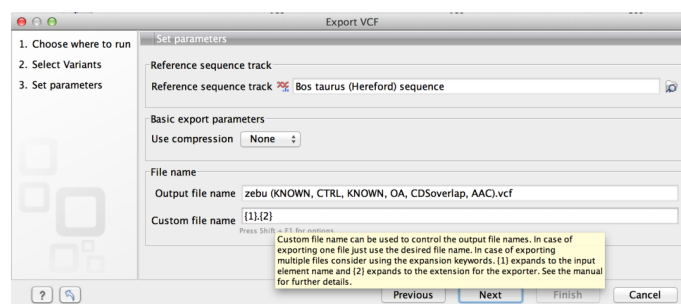 Export VCF
1. Choose where to run
2. Select Variants
3. Set parameters
Set parameters
Reference sequence track
Reference sequence track Bos taurus (Hereford) sequence
Basic export parameters
Use compression None
File name
Output file name zebu (KNOWN, CTRL, KNOWN, OA, CDSoverlap, AAC).vcf
Custom file name {1}.{2}
Press Shift + F1 for options
Custom file name can be used to control the output file names. In case of
exporting one file just use the desired file name. In case of exporting
multiple files consider using the expansion keywords. {1} expands to the input
element name and {2} expands to the extension for the exporter. See the manual
for further details.
? Previous Next Finish Cancel